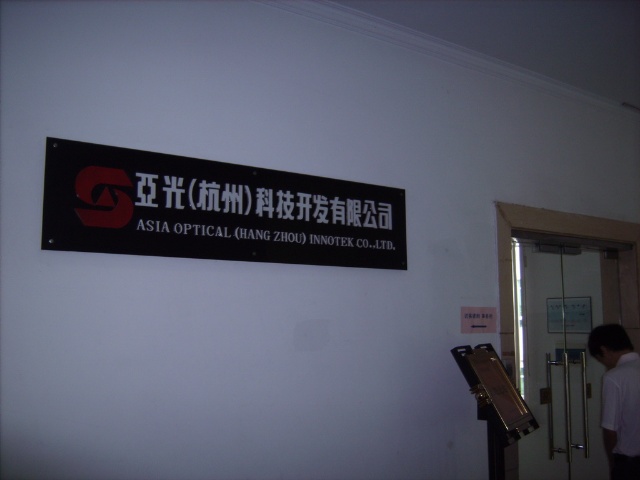 亞光(杭州)科技开发有限公司
ASIA OPTICAL (HANG ZHOU) INNOTEK CO.,LTD.